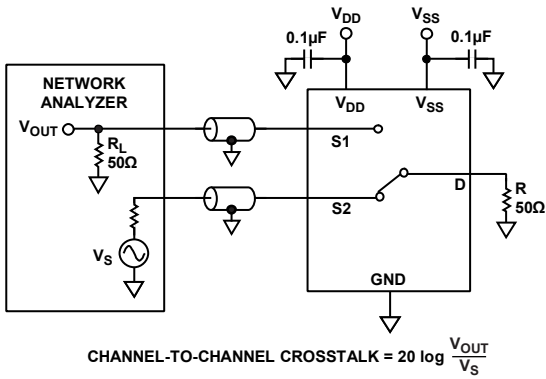 V_DD V_SS
0.1µF 0.1µF
NETWORK
ANALYZER
V_OUT
R_L
50Ω
V_DD V_SS
S1
S2
D
R
50Ω
V_S
GND
CHANNEL-TO-CHANNEL CROSSTALK = 20 log V_OUT / V_S